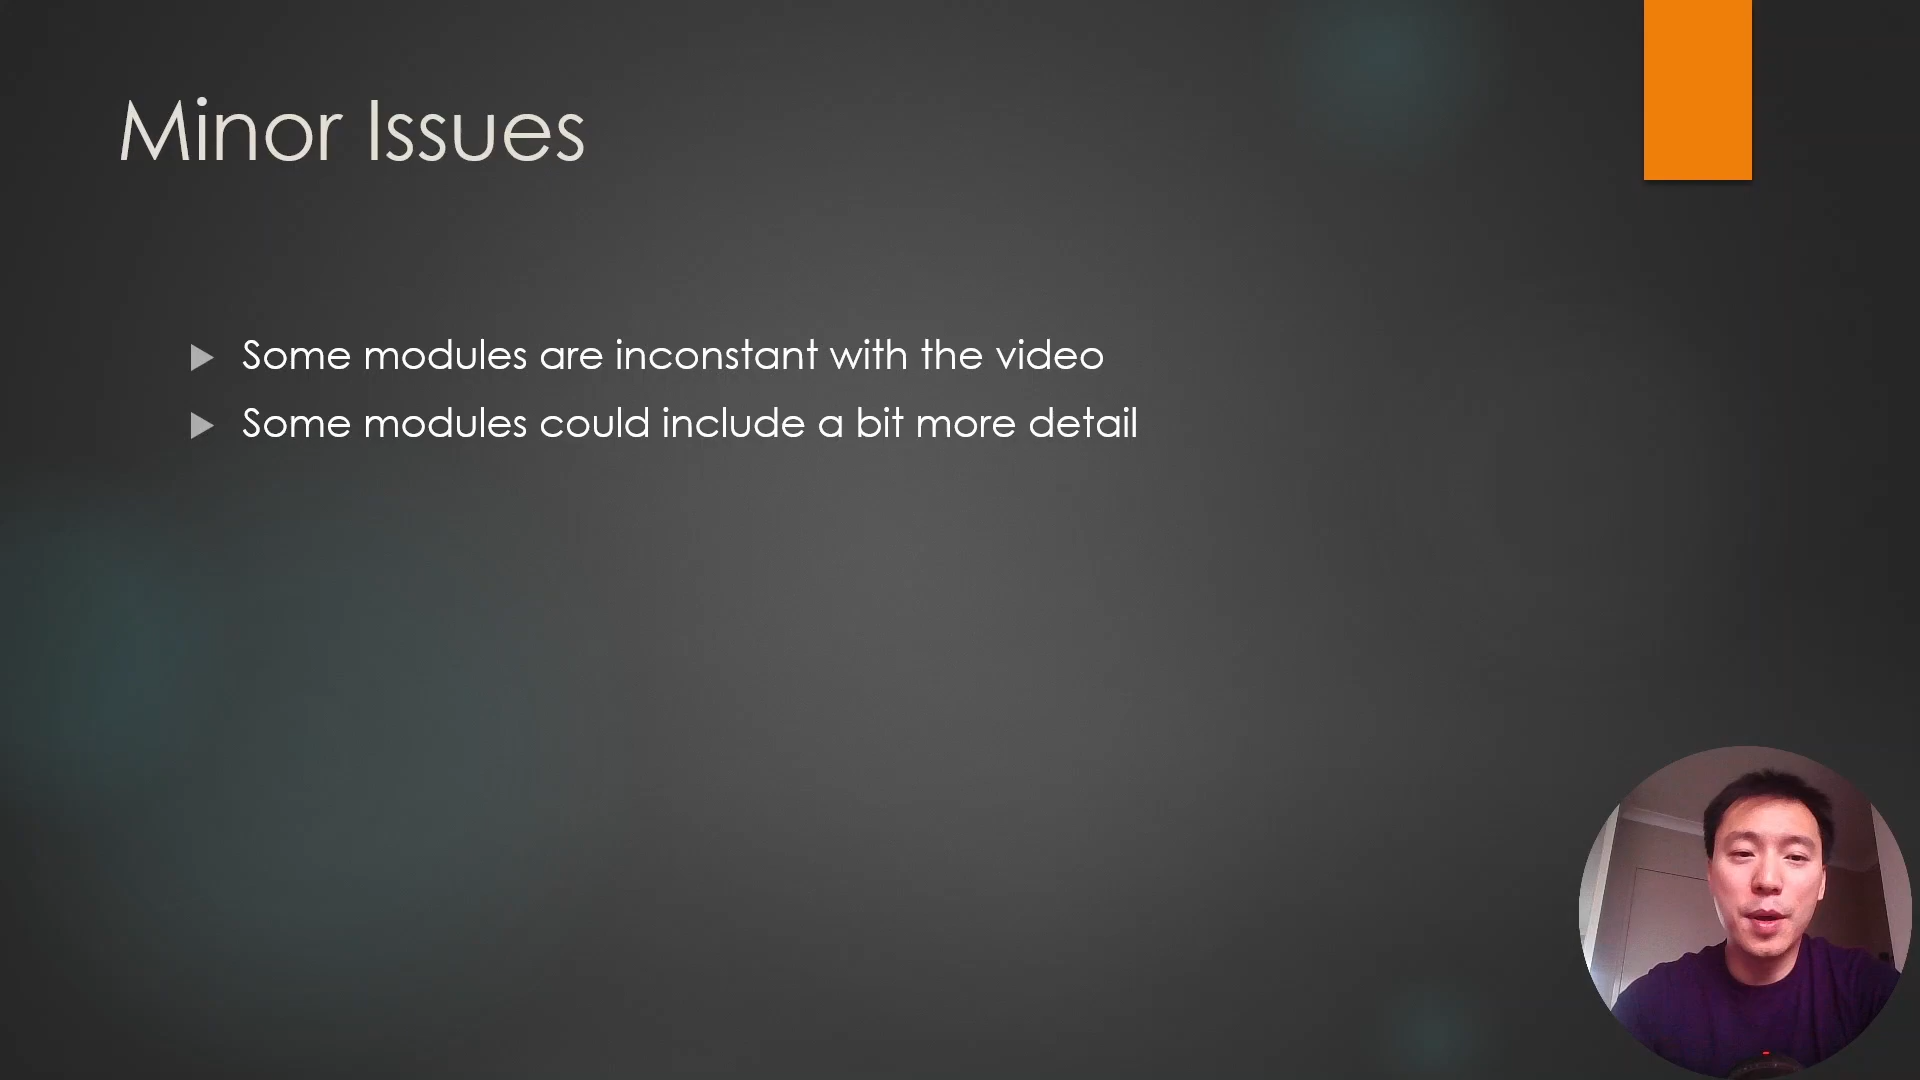 Minor Issues
Some modules are inconstant with the video
Some modules could include a bit more detail